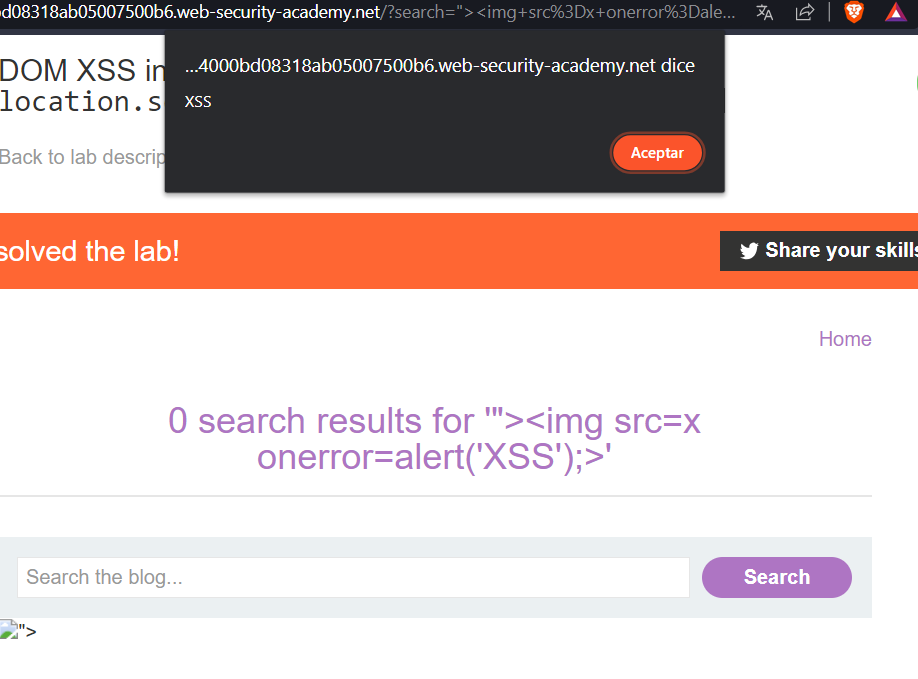 d08318ab05007500b6.web-security-academy.net/?search="><img+src%3Dx+onerror%3Dale...
DOM XSS in
...4000bd08318ab05007500b6.web-security-academy.net dice
location.s
XSS
Back to lab descrip
Aceptar
solved the lab!
Share your skills
Home
0 search results for '"><img src=x
onerror=alert('XSS');>'
Search the blog...
Search
">